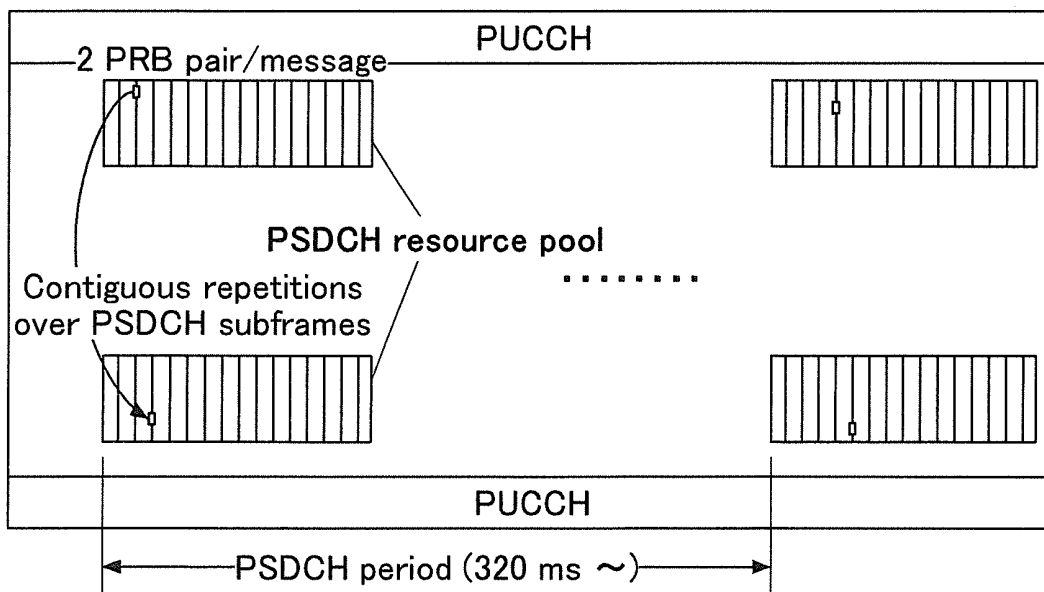 PUCCH
2 PRB pair/message
PSDCH resource pool
Contiguous repetitions
over PSDCH subframes
PUCCH
PSDCH period (320 ms ～)